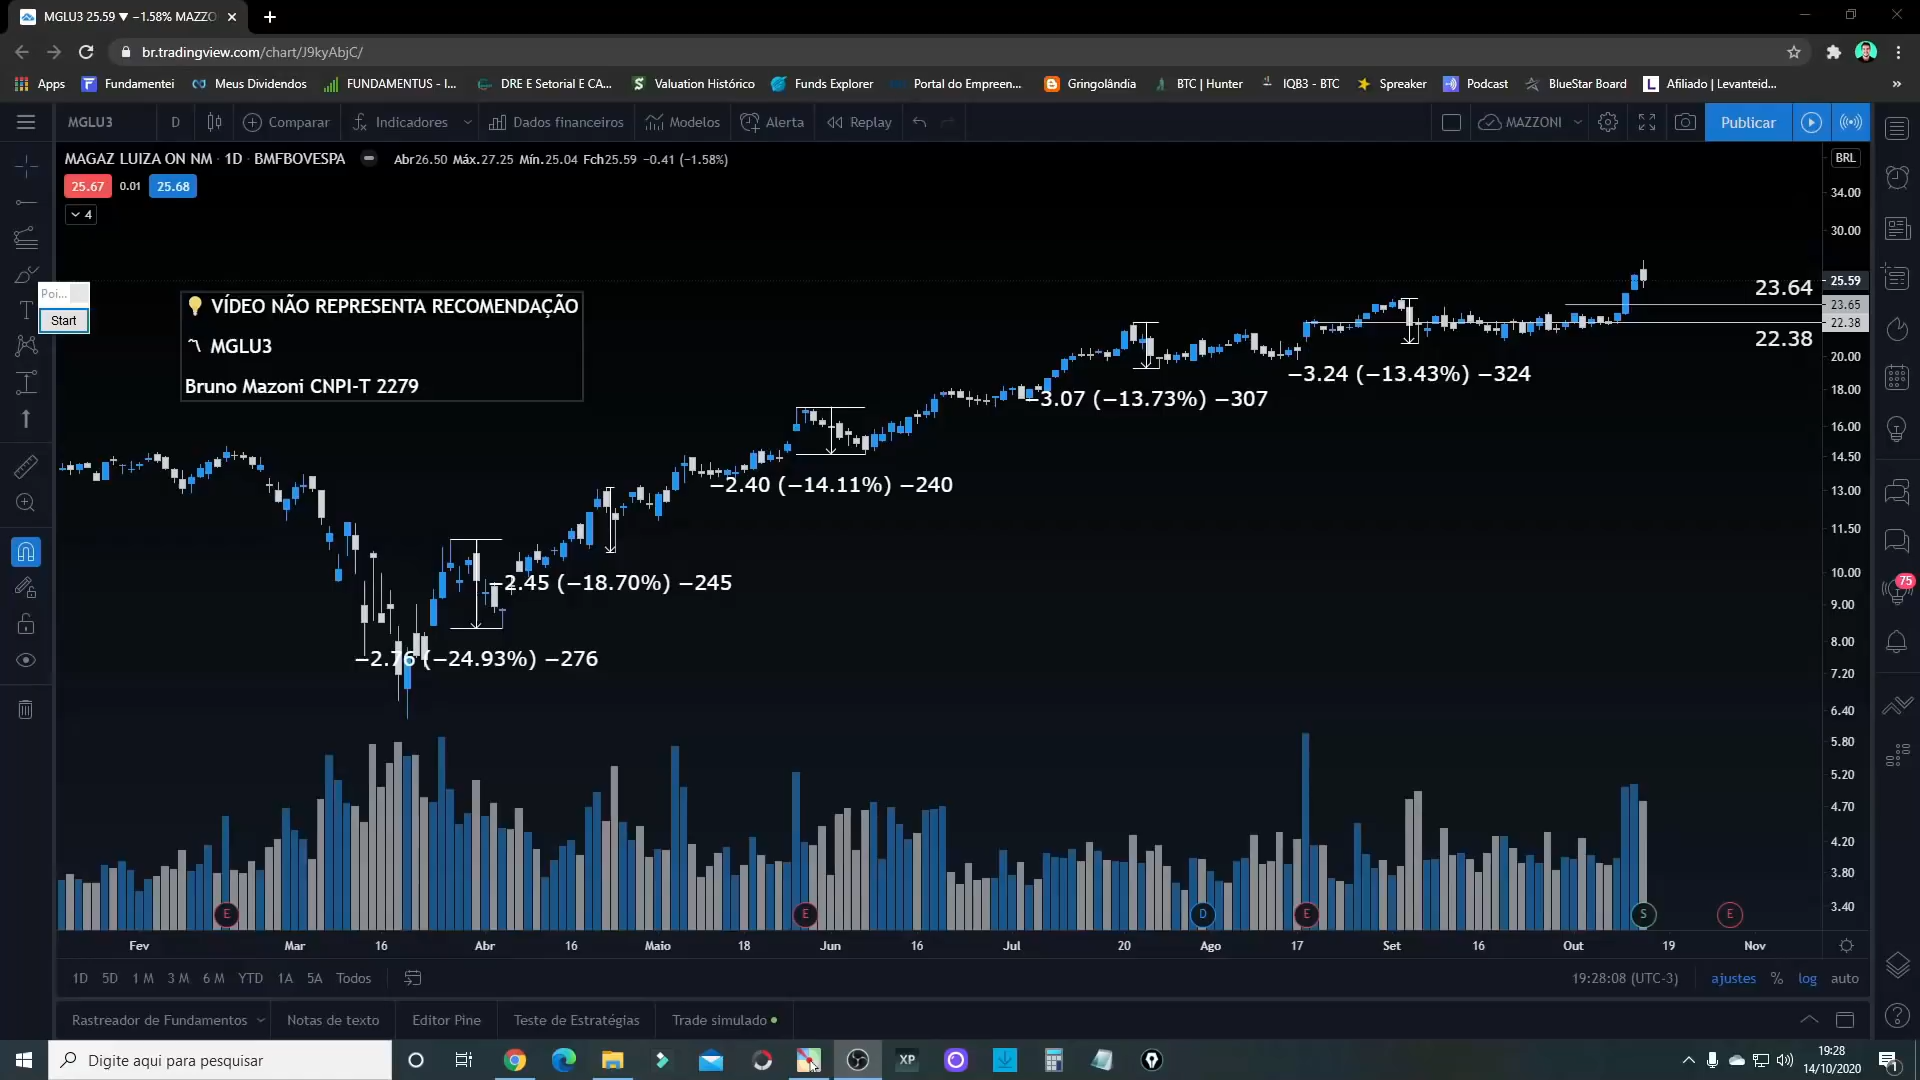 MGLU3 25.59 ▼ −1.58% MAZZO
br.tradingview.com/chart/J9kyAbjC/
Apps Fundamentei Meus Dividendos FUNDAMENTUS - I... DRE E Setorial E CA... Valuation Histórico Funds Explorer Portal do Empreen... Gringolândia BTC | Hunter IQB3 - BTC Spreaker Podcast BlueStar Board Afiliado | Levanteid... »
MGLU3 D Comparar Indicadores Dados financeiros Modelos Alerta Replay MAZZONI Publicar
MAGAZ LUIZA ON NM · 1D · BMFBOVESPA Abr26.50 Máx.27.25 Mín.25.04 Fch25.59 −0.41 (−1.58%)
BRL
25.67 0.01 25.68
4
34.00
30.00
25.59
23.64
23.65
22.38
22.38
20.00
18.00
16.00
14.50
13.00
11.50
10.00
9.00
8.00
7.20
6.40
5.80
5.20
4.70
4.20
3.80
3.40
Poi...
Start
VÍDEO NÃO REPRESENTA RECOMENDAÇÃO
MGLU3
Bruno Mazoni CNPI-T 2279
−3.24 (−13.43%) −324
−3.07 (−13.73%) −307
−2.40 (−14.11%) −240
−2.45 (−18.70%) −245
−2.76 (−24.93%) −276
75
E E D E S E
Fev Mar 16 Abr 16 Maio 18 Jun 16 Jul 20 Ago 17 Set 16 Out 19 Nov
1D 5D 1 M 3 M 6 M YTD 1A 5A Todos 19:28:08 (UTC-3) ajustes % log auto
Rastreador de Fundamentos Notas de texto Editor Pine Teste de Estratégias Trade simulado
Digite aqui para pesquisar
XP
19:28
14/10/2020
1